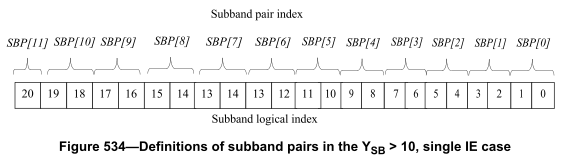 Subband pair index
SBP[11] SBP[10] SBP[9] SBP[8] SBP[7] SBP[6] SBP[5] SBP[4] SBP[3] SBP[2] SBP[1] SBP[0]
20 19 18 17 16 15 14 13 14 13 12 11 10 9 8 7 6 5 4 3 2 1 0
Subband logical index
Figure 534—Definitions of subband pairs in the Y_SB > 10, single IE case